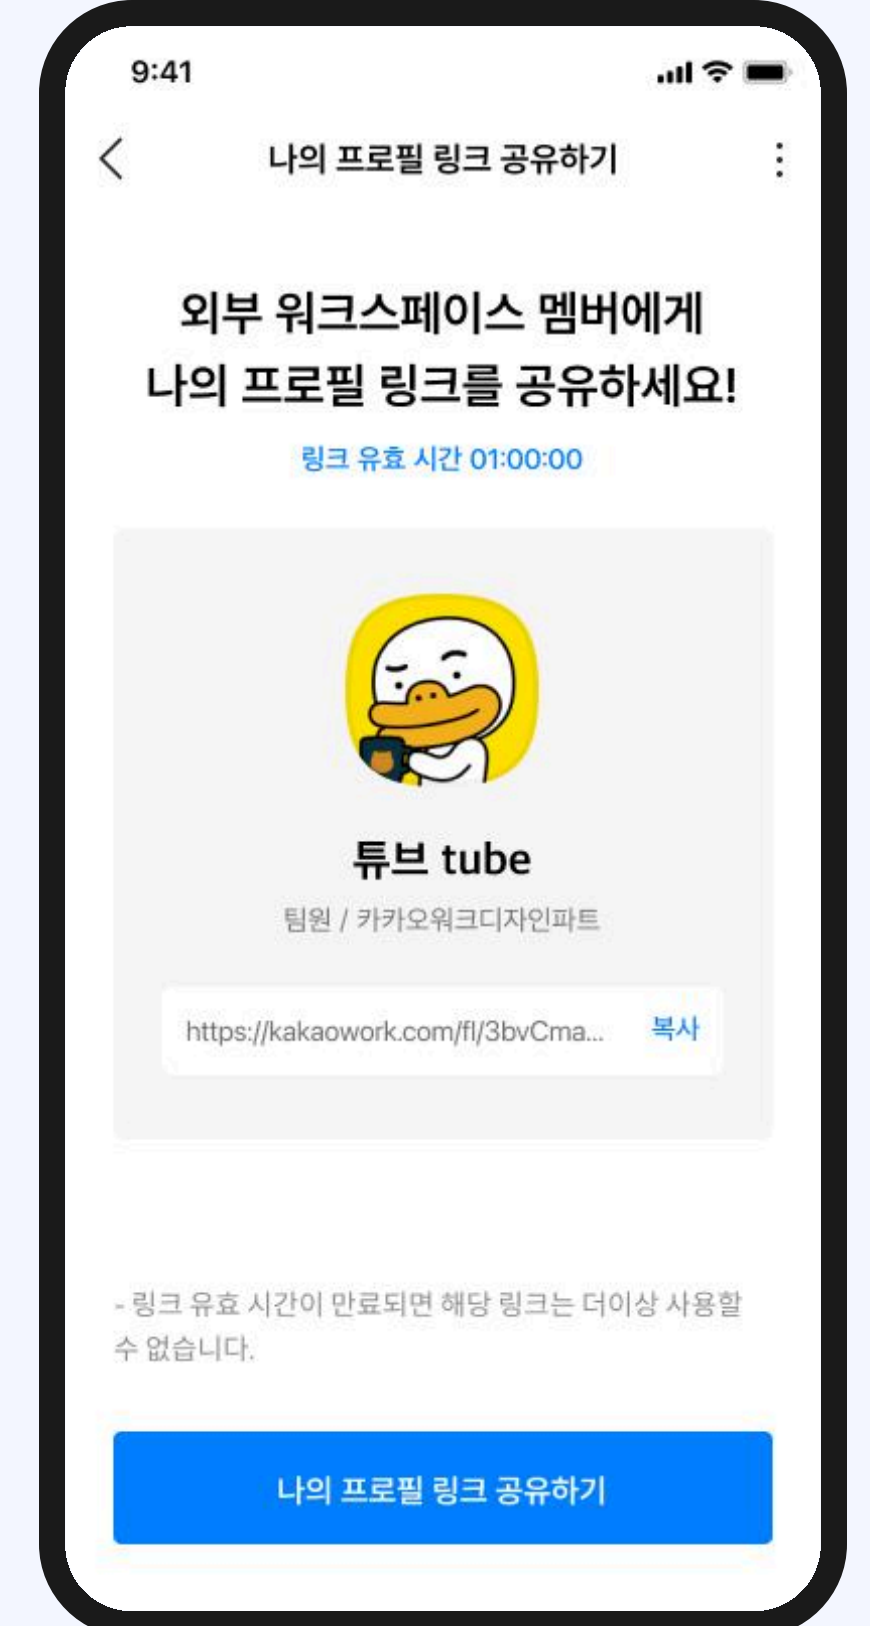 9:41
나의 프로필 링크 공유하기
외부 워크스페이스 멤버에게
나의 프로필 링크를 공유하세요!
링크 유효 시간 01:00:00
튜브 tube
팀원 / 카카오워크디자인파트
https://kakaowork.com/fl/3bvCma... 복사
- 링크 유효 시간이 만료되면 해당 링크는 더이상 사용할
수 없습니다.
나의 프로필 링크 공유하기